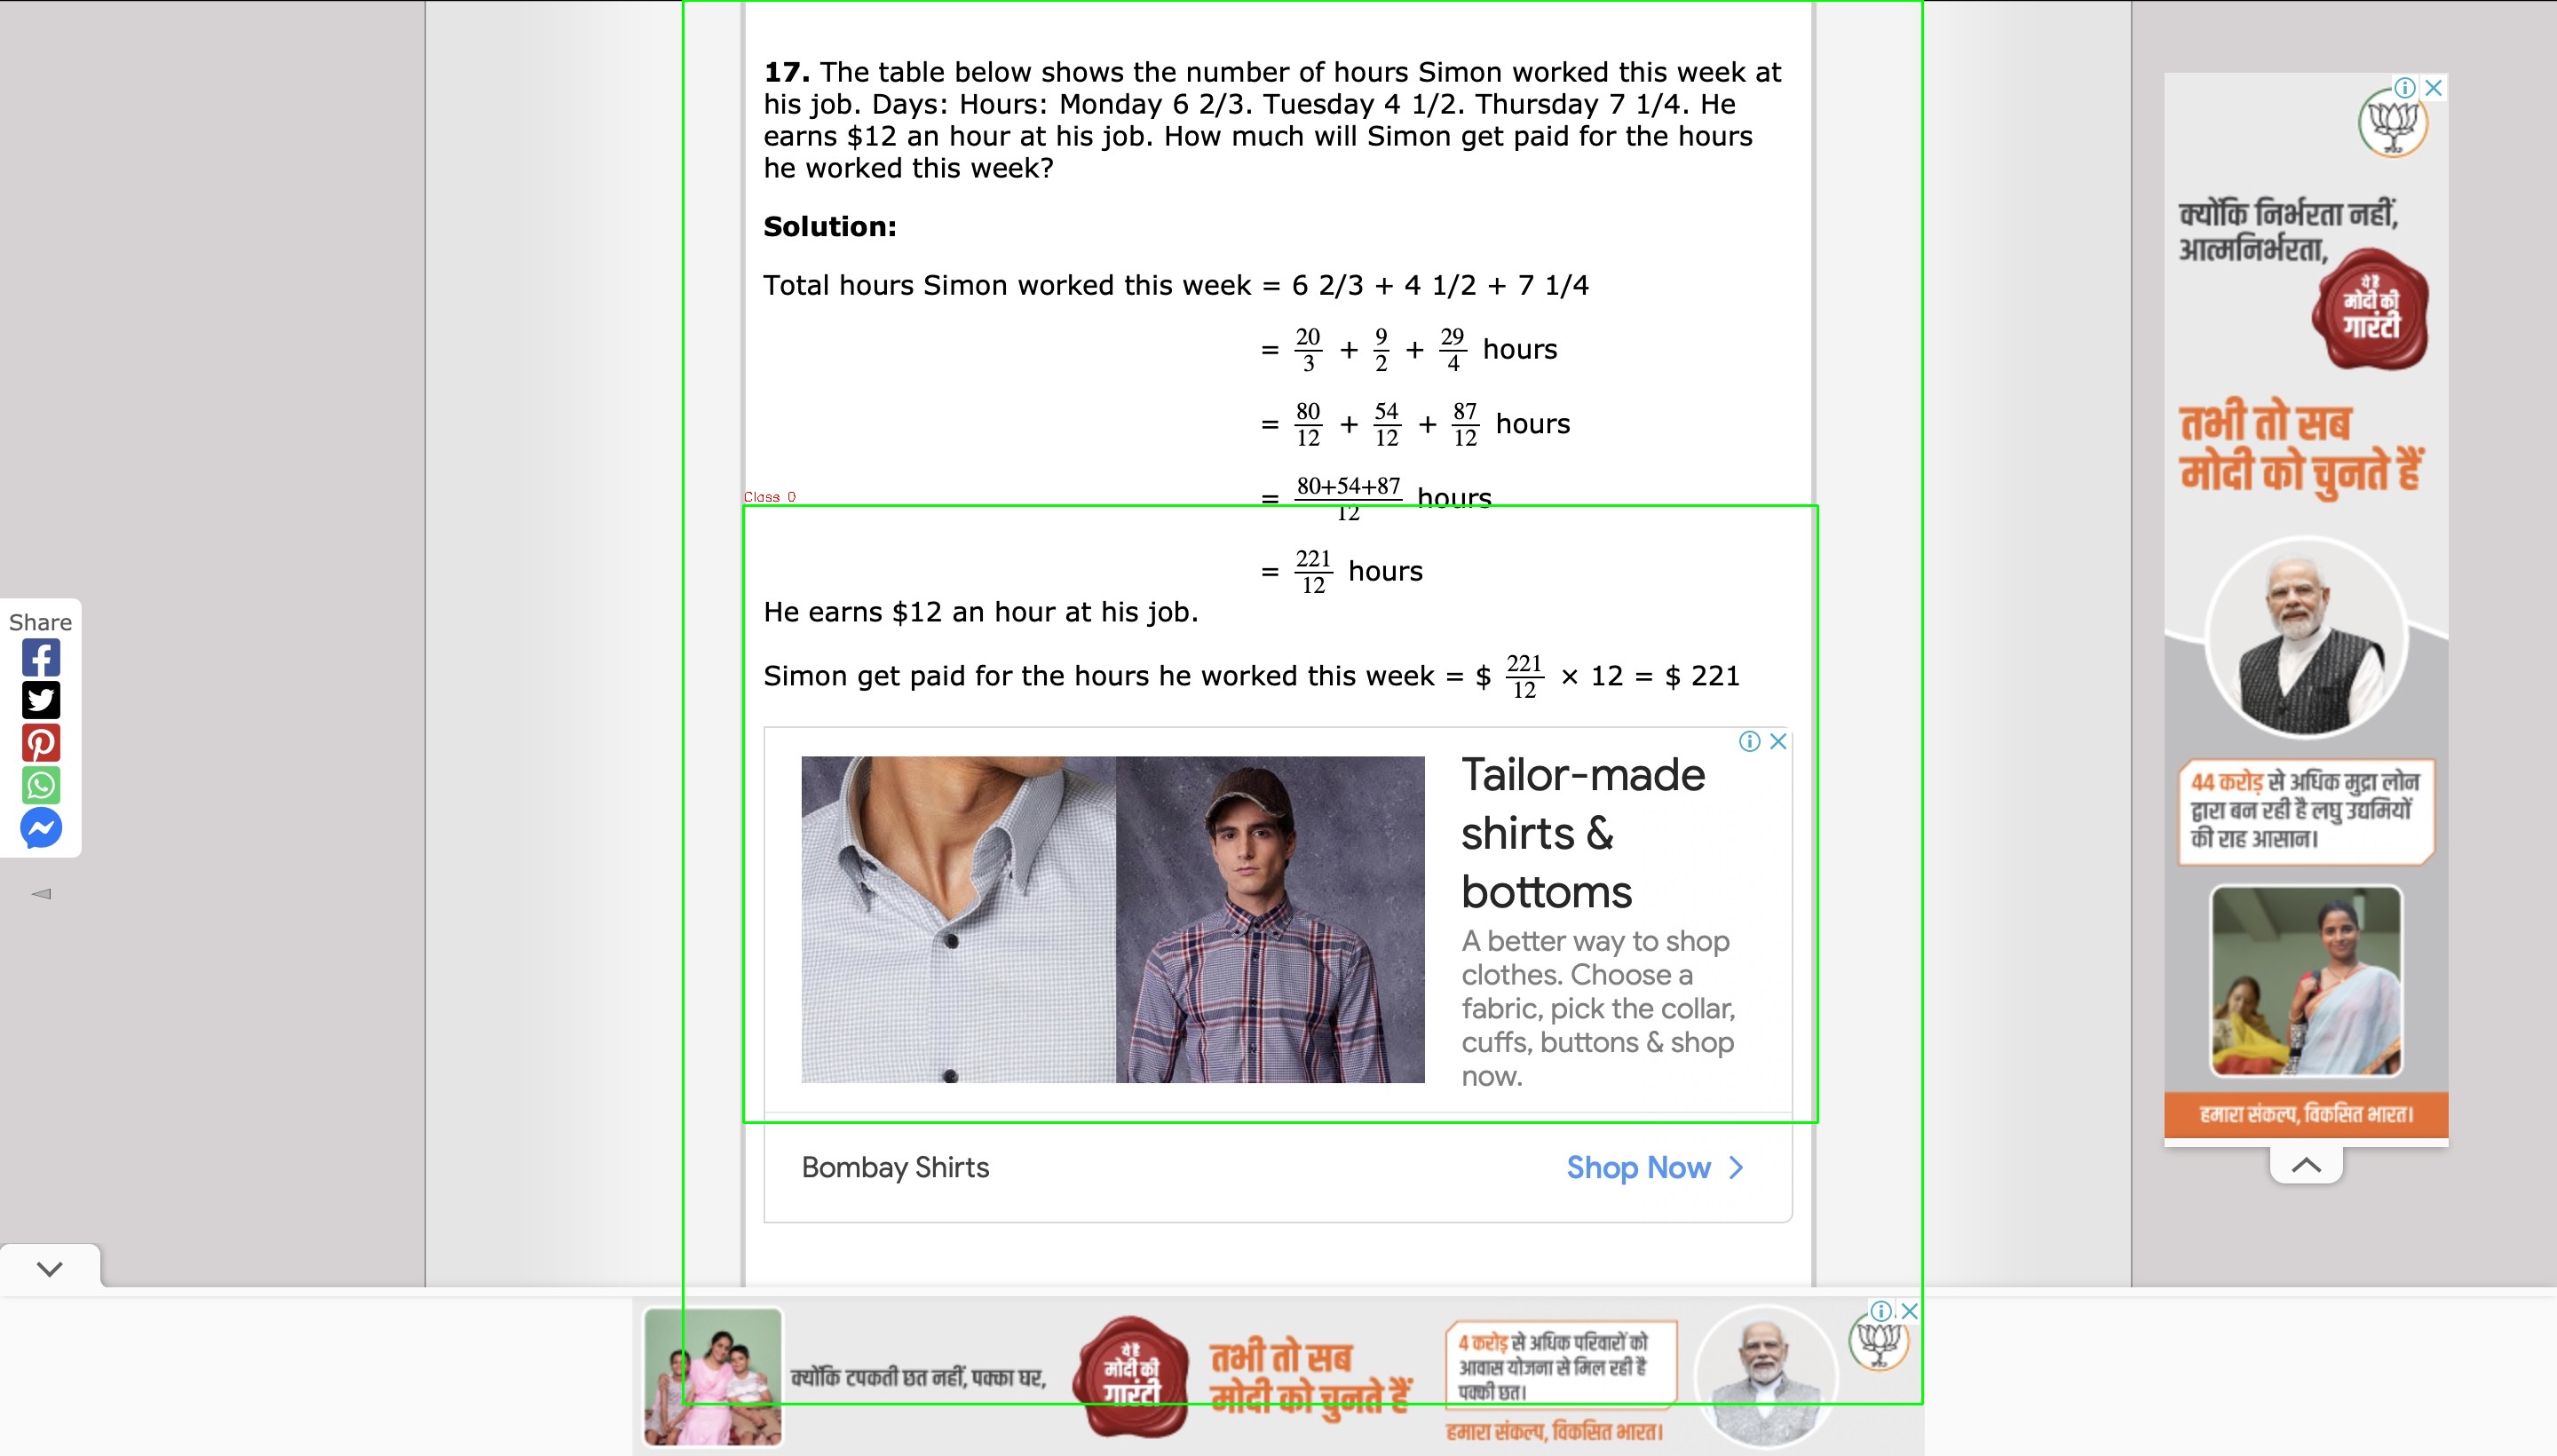 17. The table below shows the number of hours Simon worked this week at
his job. Days: Hours: Monday 6 2/3. Tuesday 4 1/2. Thursday 7 1/4. He
earns $12 an hour at his job. How much will Simon get paid for the hours
he worked this week?
Solution:
Total hours Simon worked this week = 6 2/3 + 4 1/2 + 7 1/4
= 20/3 + 9/2 + 29/4 hours
= 80/12 + 54/12 + 87/12 hours
Class 0
= 80+54+87/12 hours
= 221/12 hours
He earns $12 an hour at his job.
Simon get paid for the hours he worked this week = $ 221/12 × 12 = $ 221
Tailor-made
shirts &
bottoms
A better way to shop
clothes. Choose a
fabric, pick the collar,
cuffs, buttons & shop
now.
Bombay Shirts
Shop Now
Share
क्योंकि निर्भरता नहीं,
आत्मनिर्भरता,
ये है
मोदी की
गारंटी
तभी तो सब
मोदी को चुनते हैं
44 करोड़ से अधिक मुद्रा लोन
द्वारा बन रही है लघु उद्यमियों
की राह आसान।
हमारा संकल्प, विकसित भारत।
क्योंकि टपकती छत नहीं, पक्का घर,
ये है
मोदी की
गारंटी
तभी तो सब
मोदी को चुनते हैं
4 करोड़ से अधिक परिवारों को
आवास योजना से मिल रही है
पक्की छत।
हमारा संकल्प, विकसित भारत।